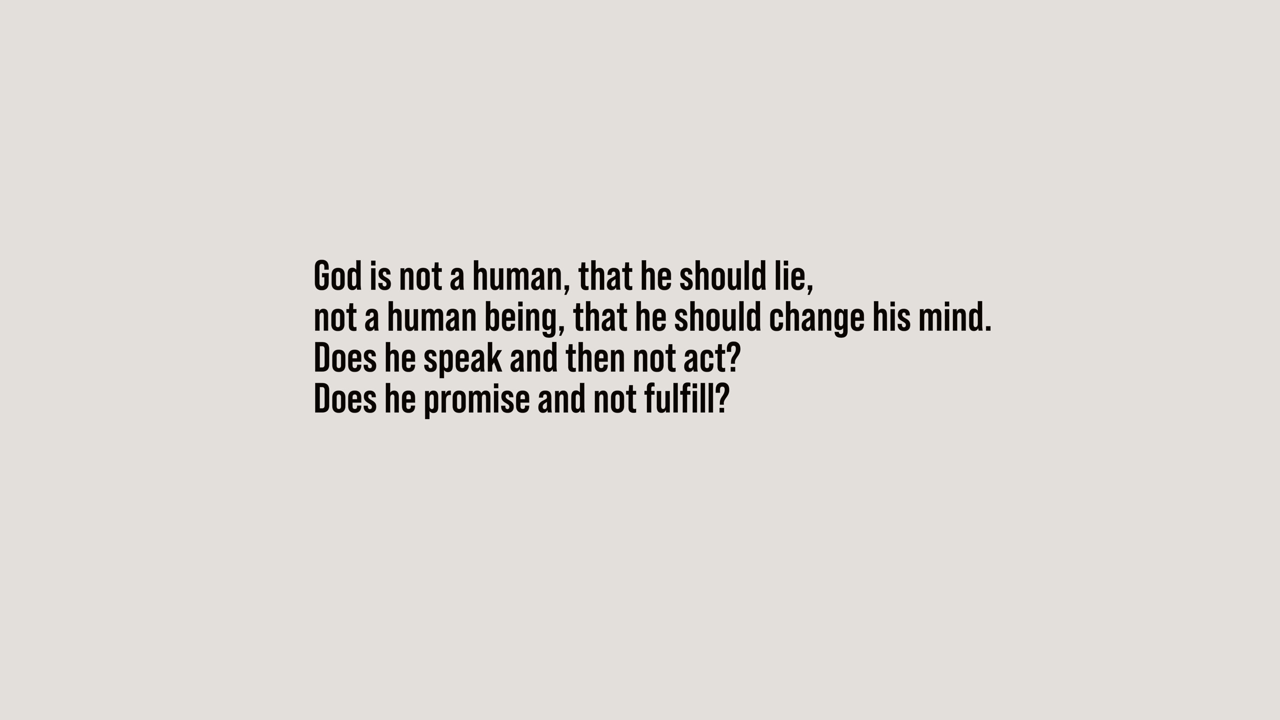 God is not a human, that he should lie,
not a human being, that he should change his mind.
Does he speak and then not act?
Does he promise and not fulfill?